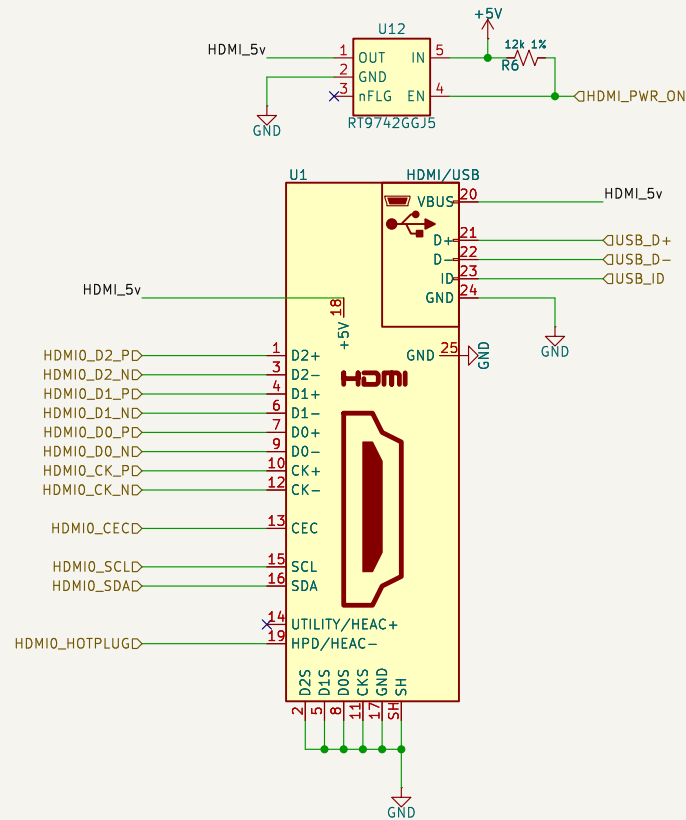 +5V
U12
12k 1%
HDMI_5v 1 OUT IN 5 R6
2 GND
3 nFLG EN 4 HDMI_PWR_ON
RT9742GGJ5
GND
U1 HDMI/USB
VBUS 20 HDMI_5v
D+ 21 USB_D+
D- 22 USB_D-
ID 23 USB_ID
HDMI_5v GND 24
18
+5V
GND
HDMI0_D2_P 1 D2+ GND 25 GND
HDMI0_D2_N 3 D2- HDMI
HDMI0_D1_P 4 D1+
HDMI0_D1_N 6 D1-
HDMI0_D0_P 7 D0+
HDMI0_D0_N 9 D0-
HDMI0_CK_P 10 CK+
HDMI0_CK_N 12 CK-
HDMI0_CEC 13 CEC
HDMI0_SCL 15 SCL
HDMI0_SDA 16 SDA
14 UTILITY/HEAC+
HDMI0_HOTPLUG 19 HPD/HEAC-
D2S D1S D0S CKS GND SH
2 5 8 11 17 SH
GND